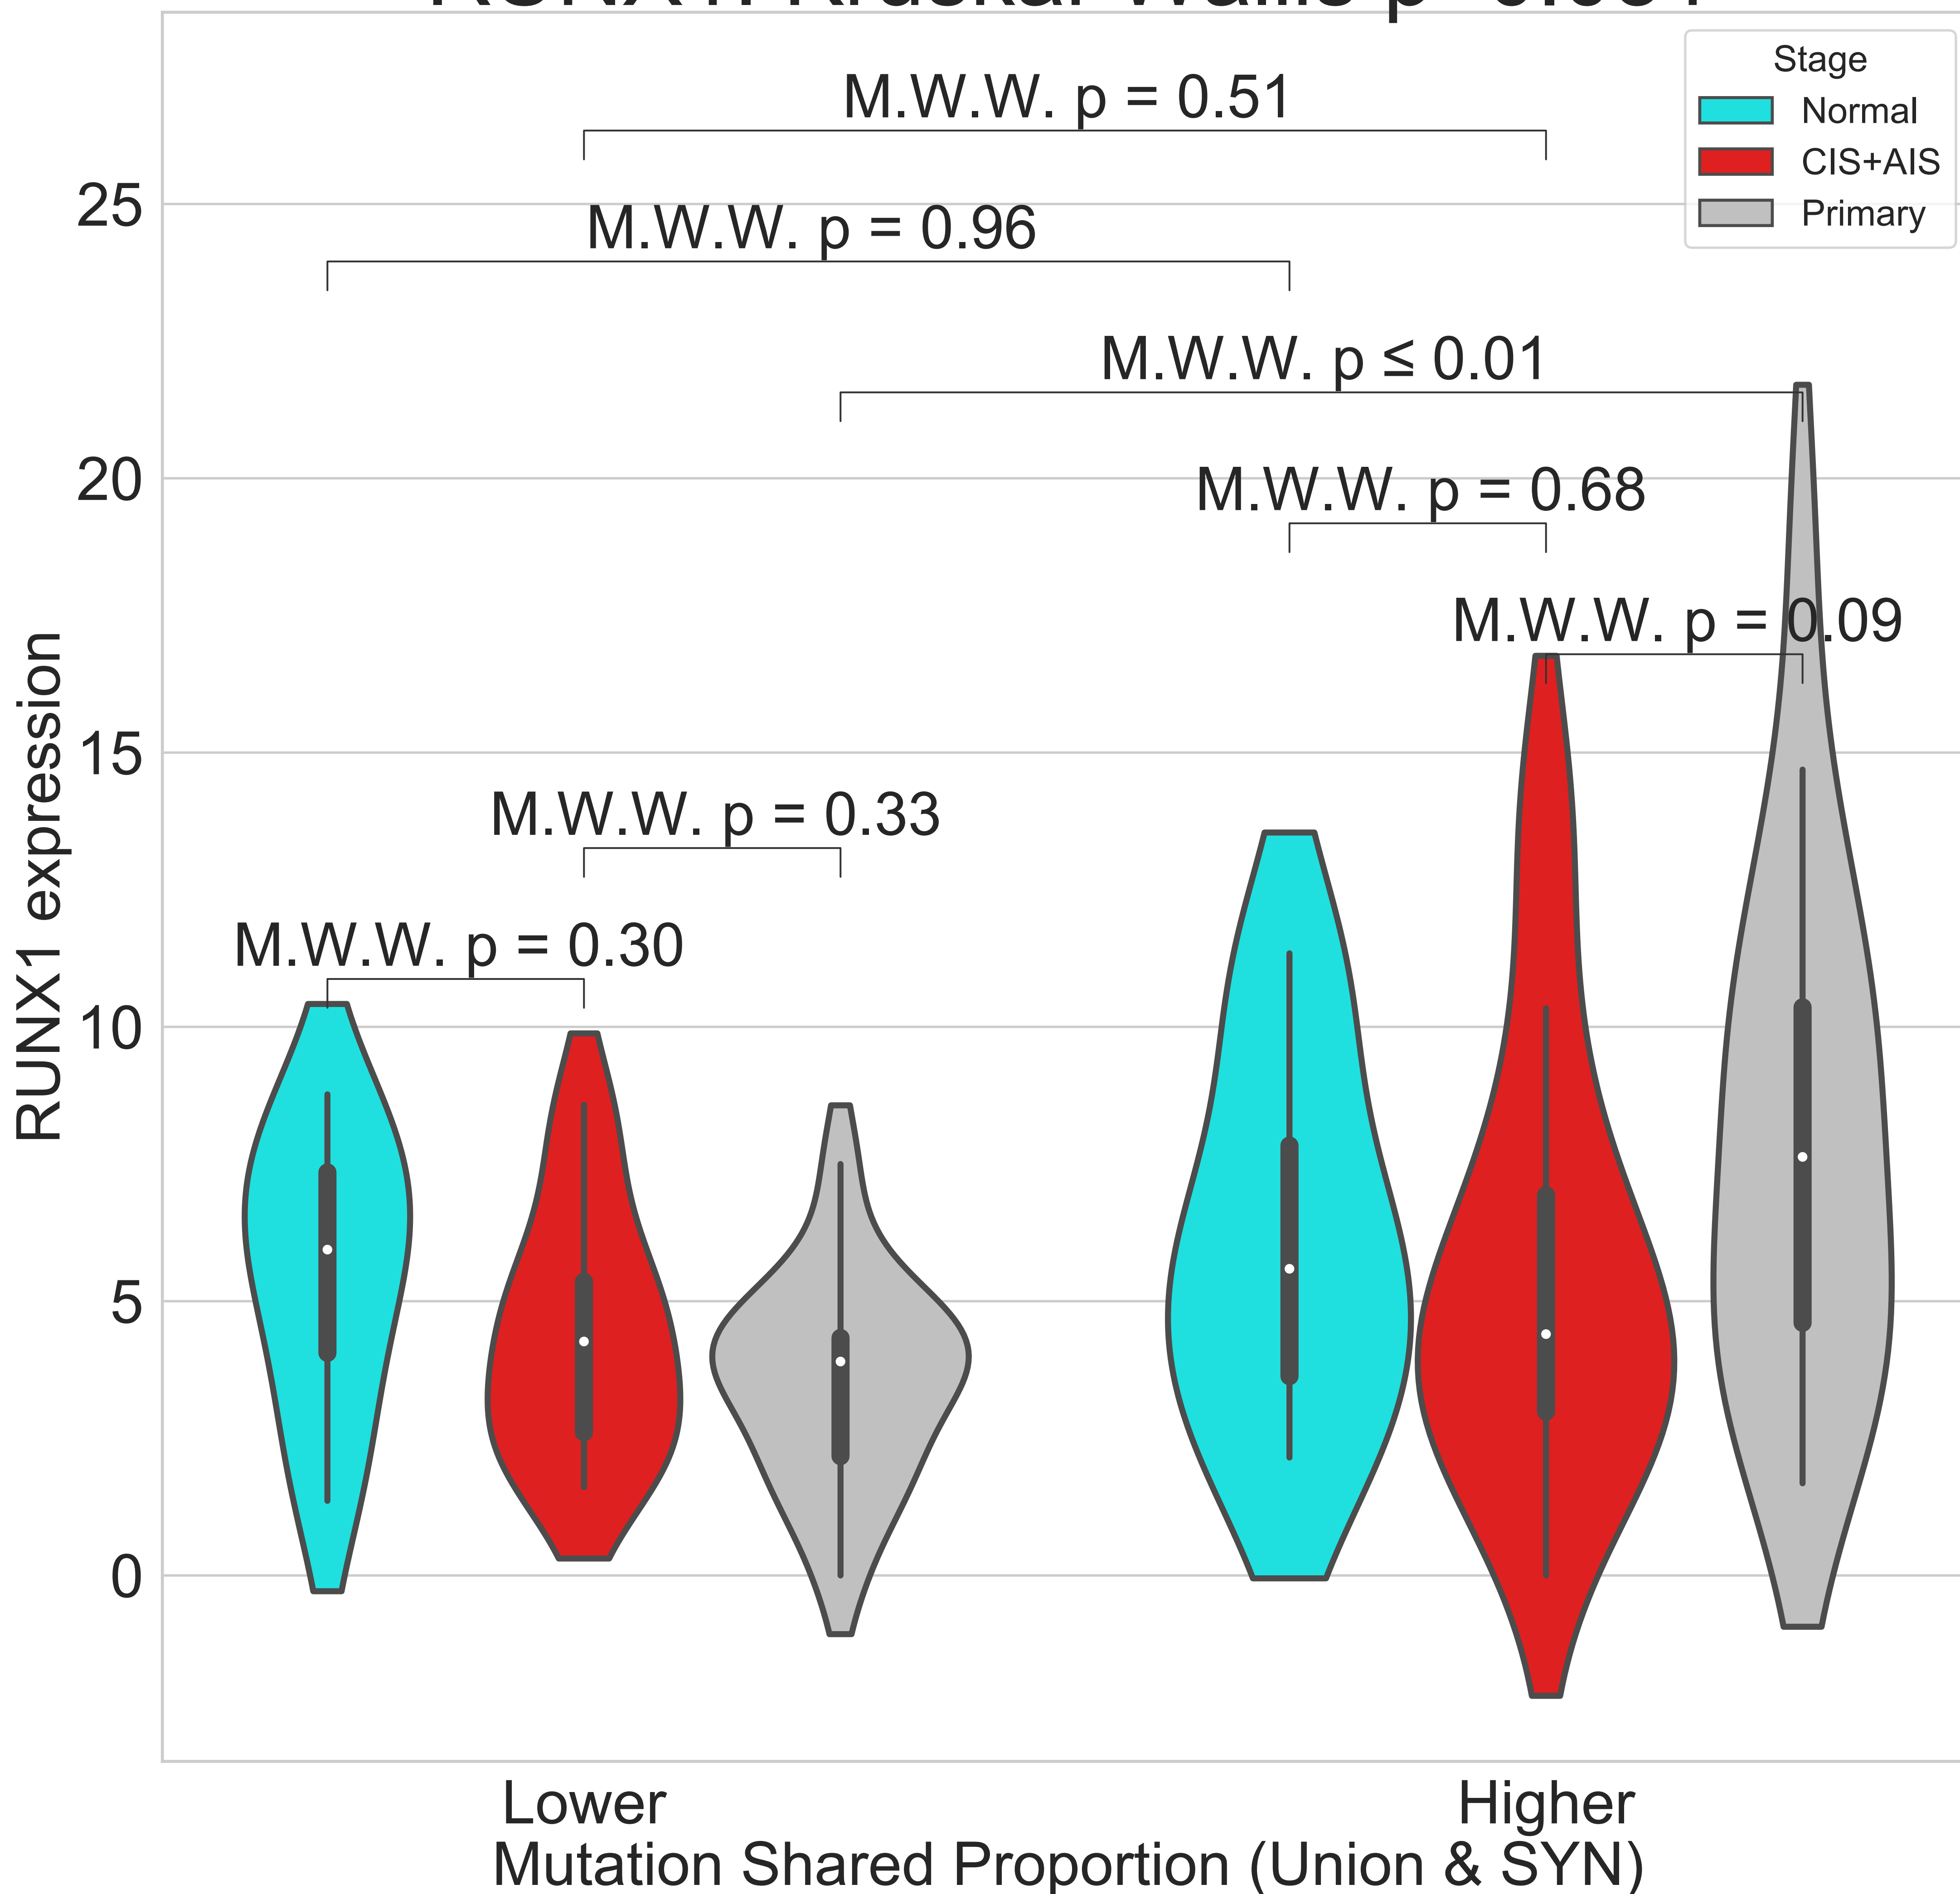 Stage
Normal
CIS+AIS
Primary
M.W.W. p = 0.51
M.W.W. p = 0.96
M.W.W. p ≤ 0.01
M.W.W. p = 0.68
M.W.W. p = 0.09
M.W.W. p = 0.33
M.W.W. p = 0.30
25
20
15
10
5
0
RUNX1 expression
Lower
Higher
Mutation Shared Proportion (Union & SYN)